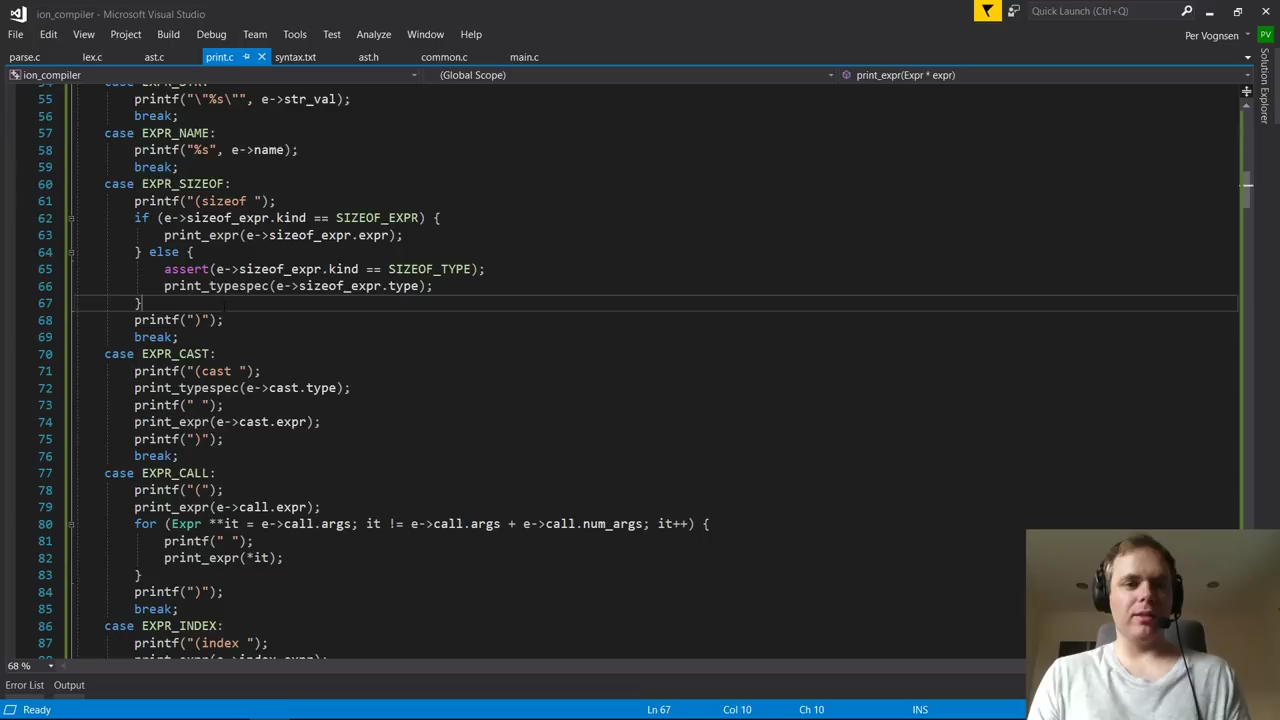 ion_compiler - Microsoft Visual Studio
Quick Launch (Ctrl+Q)
File Edit View Project Build Debug Team Tools Test Analyze Window Help
Per Vognsen PV
parse.c lex.c ast.c print.c syntax.txt ast.h common.c main.c
ion_compiler (Global Scope) print_expr(Expr * expr)
Solution Explorer
55 printf("\"%s\"", e->str_val);
56 break;
57 case EXPR_NAME:
58 printf("%s", e->name);
59 break;
60 case EXPR_SIZEOF:
61 printf("(sizeof ");
62 if (e->sizeof_expr.kind == SIZEOF_EXPR) {
63 print_expr(e->sizeof_expr.expr);
64 } else {
65 assert(e->sizeof_expr.kind == SIZEOF_TYPE);
66 print_typespec(e->sizeof_expr.type);
67 }
68 printf(")");
69 break;
70 case EXPR_CAST:
71 printf("(cast ");
72 print_typespec(e->cast.type);
73 printf(" ");
74 print_expr(e->cast.expr);
75 printf(")");
76 break;
77 case EXPR_CALL:
78 printf("(");
79 print_expr(e->call.expr);
80 for (Expr **it = e->call.args; it != e->call.args + e->call.num_args; it++) {
81 printf(" ");
82 print_expr(*it);
83 }
84 printf(")");
85 break;
86 case EXPR_INDEX:
87 printf("(index ");
68 %
Error List Output
Ready Ln 67 Col 10 Ch 10 INS